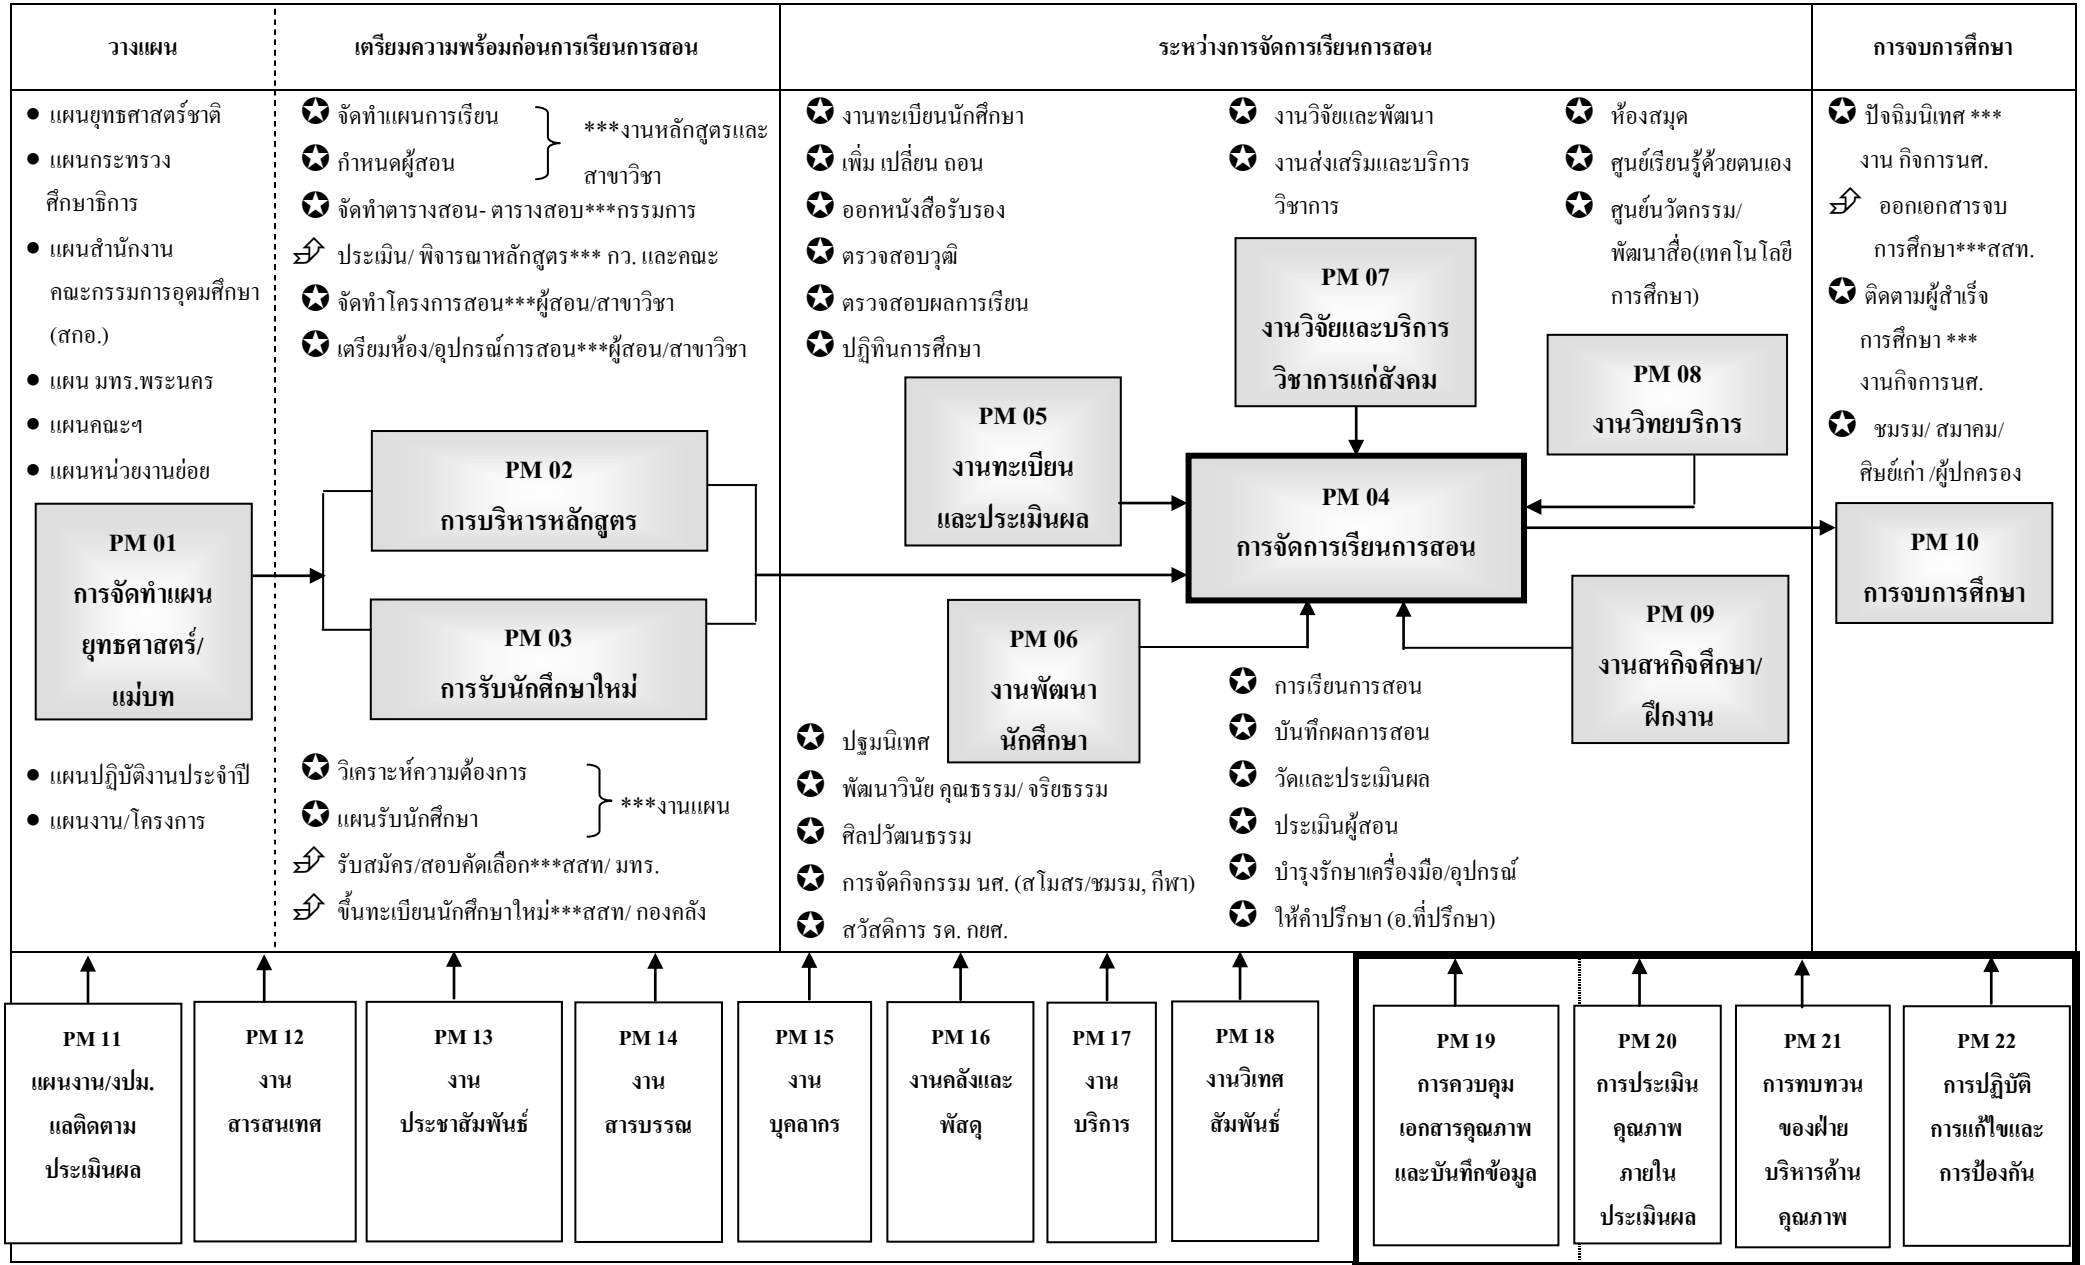 วางแผน
เตรียมความพร้อมก่อนการเรียนการสอน
ระหว่างการจัดการเรียนการสอน
การจบการศึกษา
แผนยุทธศาสตร์ชาติ
แผนกระทรวง
ศึกษาธิการ
แผนสำนักงาน
คณะกรรมการอุดมศึกษา
(สกอ.)
แผน มทร.พระนคร
แผนคณะฯ
แผนหน่วยงานย่อย
PM 01
การจัดทำแผน
ยุทธศาสตร์/
แม่บท
แผนปฏิบัติงานประจำปี
แผนงาน/โครงการ
จัดทำแผนการเรียน
กำหนดผู้สอน
***งานหลักสูตรและ
สาขาวิชา
จัดทำตารางสอน- ตารางสอบ***กรรมการ
ประเมิน/ พิจารณาหลักสูตร*** กว. และคณะ
จัดทำโครงการสอน***ผู้สอน/สาขาวิชา
เตรียมห้อง/อุปกรณ์การสอน***ผู้สอน/สาขาวิชา
PM 02
การบริหารหลักสูตร
PM 03
การรับนักศึกษาใหม่
วิเคราะห์ความต้องการ
แผนรับนักศึกษา
***งานแผน
รับสมัคร/สอบคัดเลือก***สสท/ มทร.
ขึ้นทะเบียนนักศึกษาใหม่***สสท/ กองคลัง
งานทะเบียนนักศึกษา
เพิ่ม เปลี่ยน ถอน
ออกหนังสือรับรอง
ตรวจสอบวุฒิ
ตรวจสอบผลการเรียน
ปฏิทินการศึกษา
PM 05
งานทะเบียน
และประเมินผล
งานวิจัยและพัฒนา
งานส่งเสริมและบริการ
วิชาการ
PM 07
งานวิจัยและบริการ
วิชาการแก่สังคม
ห้องสมุด
ศูนย์เรียนรู้ด้วยตนเอง
ศูนย์นวัตกรรม/
พัฒนาสื่อ(เทคโนโลยี
การศึกษา)
PM 08
งานวิทยบริการ
PM 04
การจัดการเรียนการสอน
PM 06
งานพัฒนา
นักศึกษา
ปฐมนิเทศ
พัฒนาวินัย คุณธรรม/ จริยธรรม
ศิลปวัฒนธรรม
การจัดกิจกรรม นศ. (สโมสร/ชมรม, กีฬา)
สวัสดิการ รด. กยศ.
การเรียนการสอน
บันทึกผลการสอน
วัดและประเมินผล
ประเมินผู้สอน
บำรุงรักษาเครื่องมือ/อุปกรณ์
ให้คำปรึกษา (อ.ที่ปรึกษา)
PM 09
งานสหกิจศึกษา/
ฝึกงาน
ปัจฉิมนิเทศ ***
งาน กิจการนศ.
ออกเอกสารจบ
การศึกษา***สสท.
ติดตามผู้สำเร็จ
การศึกษา ***
งานกิจการนศ.
ชมรม/ สมาคม/
ศิษย์เก่า /ผู้ปกครอง
PM 10
การจบการศึกษา
PM 11
แผนงาน/งปม.
แลติดตาม
ประเมินผล
PM 12
งาน
สารสนเทศ
PM 13
งาน
ประชาสัมพันธ์
PM 14
งาน
สารบรรณ
PM 15
งาน
บุคลากร
PM 16
งานคลังและ
พัสดุ
PM 17
งาน
บริการ
PM 18
งานวิเทศ
สัมพันธ์
PM 19
การควบคุม
เอกสารคุณภาพ
และบันทึกข้อมูล
PM 20
การประเมิน
คุณภาพ
ภายใน
ประเมินผล
PM 21
การทบทวน
ของฝ่าย
บริหารด้าน
คุณภาพ
PM 22
การปฏิบัติ
การแก้ไขและ
การป้องกัน